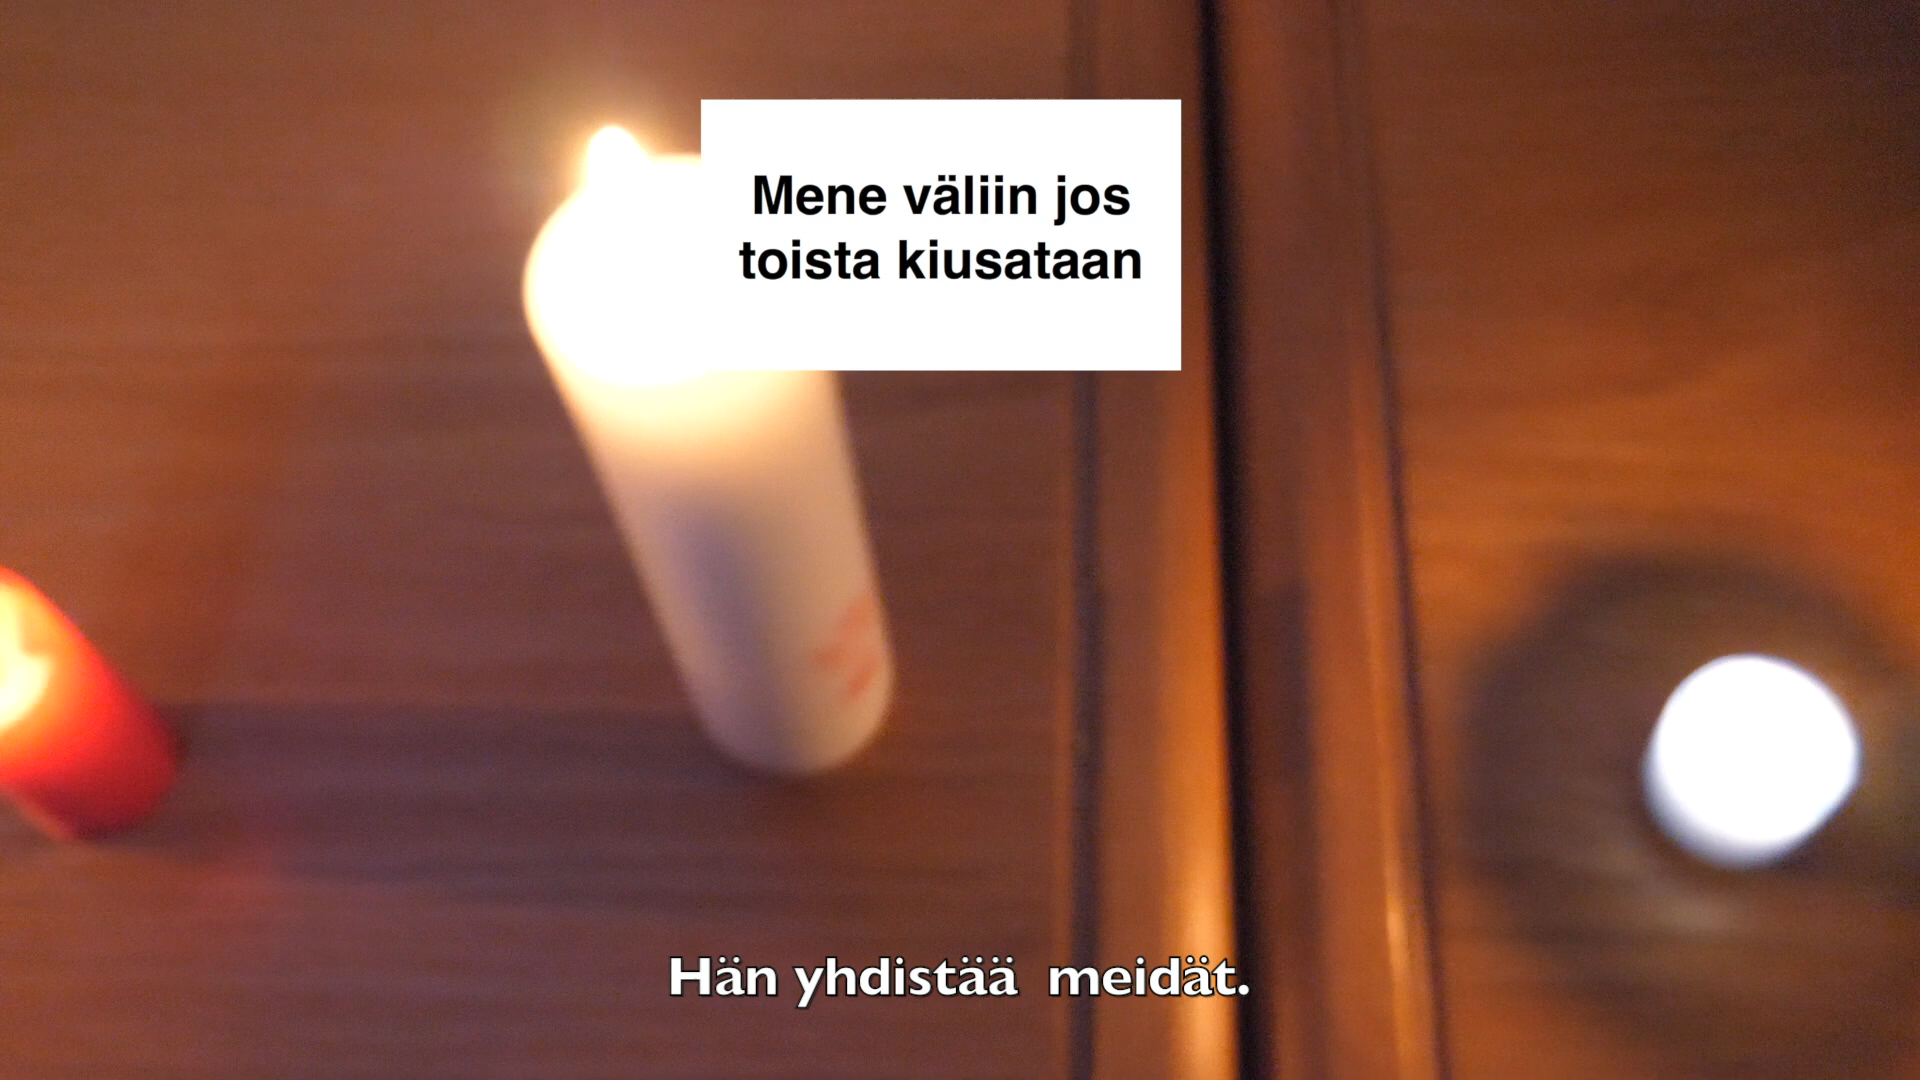 Mene väliin jos
toista kiusataan
Hän yhdistää meidät.